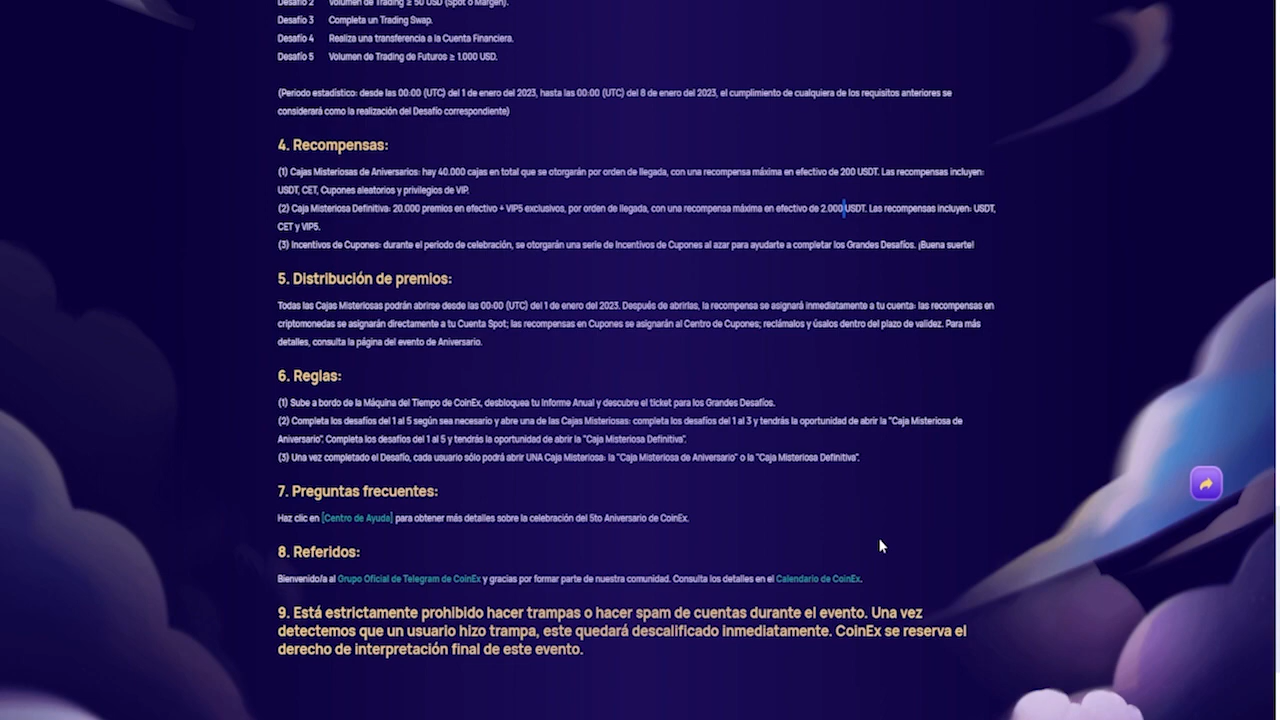 Desafío 2 Volumen de Trading ≥ 50 USD (Spot o Margen).
Desafío 3 Completa un Trading Swap.
Desafío 4 Realiza una transferencia a la Cuenta Financiera.
Desafío 5 Volumen de Trading de Futuros ≥ 1.000 USD.
(Periodo estadístico: desde las 00:00 (UTC) del 1 de enero del 2023, hasta las 00:00 (UTC) del 8 de enero del 2023, el cumplimiento de cualquiera de los requisitos anteriores se
considerará como la realización del Desafío correspondiente)
4. Recompensas:
(1) Cajas Misteriosas de Aniversarios: hay 40.000 cajas en total que se otorgarán por orden de llegada, con una recompensa máxima en efectivo de 200 USDT. Las recompensas incluyen:
USDT, CET, Cupones aleatorios y privilegios de VIP.
(2) Caja Misteriosa Definitiva: 20.000 premios en efectivo + VIP5 exclusivos, por orden de llegada, con una recompensa máxima en efectivo de 2.000 USDT. Las recompensas incluyen: USDT,
CET y VIP5.
(3) Incentivos de Cupones: durante el periodo de celebración, se otorgarán una serie de Incentivos de Cupones al azar para ayudarte a completar los Grandes Desafíos. ¡Buena suerte!
5. Distribución de premios:
Todas las Cajas Misteriosas podrán abrirse desde las 00:00 (UTC) del 1 de enero del 2023. Después de abrirlas, la recompensa se asignará inmediatamente a tu cuenta: las recompensas en
criptomonedas se asignarán directamente a tu Cuenta Spot; las recompensas en Cupones se asignarán al Centro de Cupones; reclámalos y úsalos dentro del plazo de validez. Para más
detalles, consulta la página del evento de Aniversario.
6. Reglas:
(1) Sube a bordo de la Máquina del Tiempo de CoinEx, desbloquea tu Informe Anual y descubre el ticket para los Grandes Desafíos.
(2) Completa los desafíos del 1 al 5 según sea necesario y abre una de las Cajas Misteriosas: completa los desafíos del 1 al 3 y tendrás la oportunidad de abrir la "Caja Misteriosa de
Aniversario". Completa los desafíos del 1 al 5 y tendrás la oportunidad de abrir la "Caja Misteriosa Definitiva".
(3) Una vez completado el Desafío, cada usuario sólo podrá abrir UNA Caja Misteriosa: la "Caja Misteriosa de Aniversario" o la "Caja Misteriosa Definitiva".
7. Preguntas frecuentes:
Haz clic en [Centro de Ayuda] para obtener más detalles sobre la celebración del 5to Aniversario de CoinEx.
8. Referidos:
Bienvenido/a al Grupo Oficial de Telegram de CoinEx y gracias por formar parte de nuestra comunidad. Consulta los detalles en el Calendario de CoinEx.
9. Está estrictamente prohibido hacer trampas o hacer spam de cuentas durante el evento. Una vez
detectemos que un usuario hizo trampa, este quedará descalificado inmediatamente. CoinEx se reserva el
derecho de interpretación final de este evento.